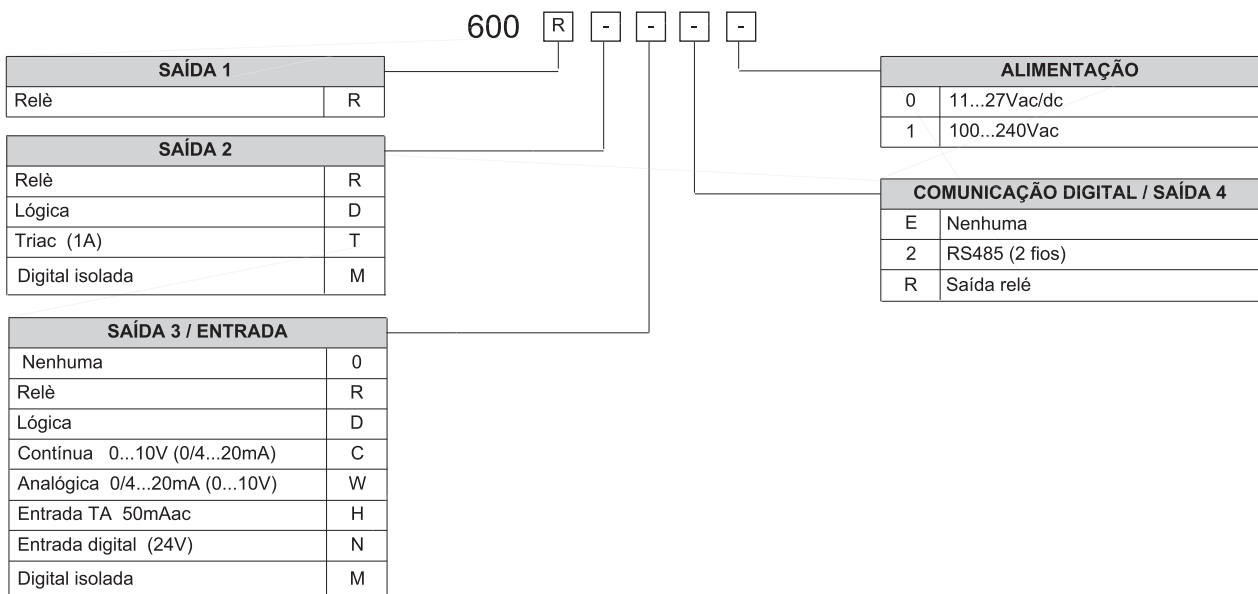 600 R - - - -
SAÍDA 1
Relè R
SAÍDA 2
Relè R
Lógica D
Triac (1A) T
Digital isolada M
SAÍDA 3 / ENTRADA
Nenhuma 0
Relè R
Lógica D
Contínua 0...10V (0/4...20mA) C
Analógica 0/4...20mA (0...10V) W
Entrada TA 50mAac H
Entrada digital (24V) N
Digital isolada M
ALIMENTAÇÃO
0 11...27Vac/dc
1 100...240Vac
COMUNICAÇÃO DIGITAL / SAÍDA 4
E Nenhuma
2 RS485 (2 fios)
R Saída relé